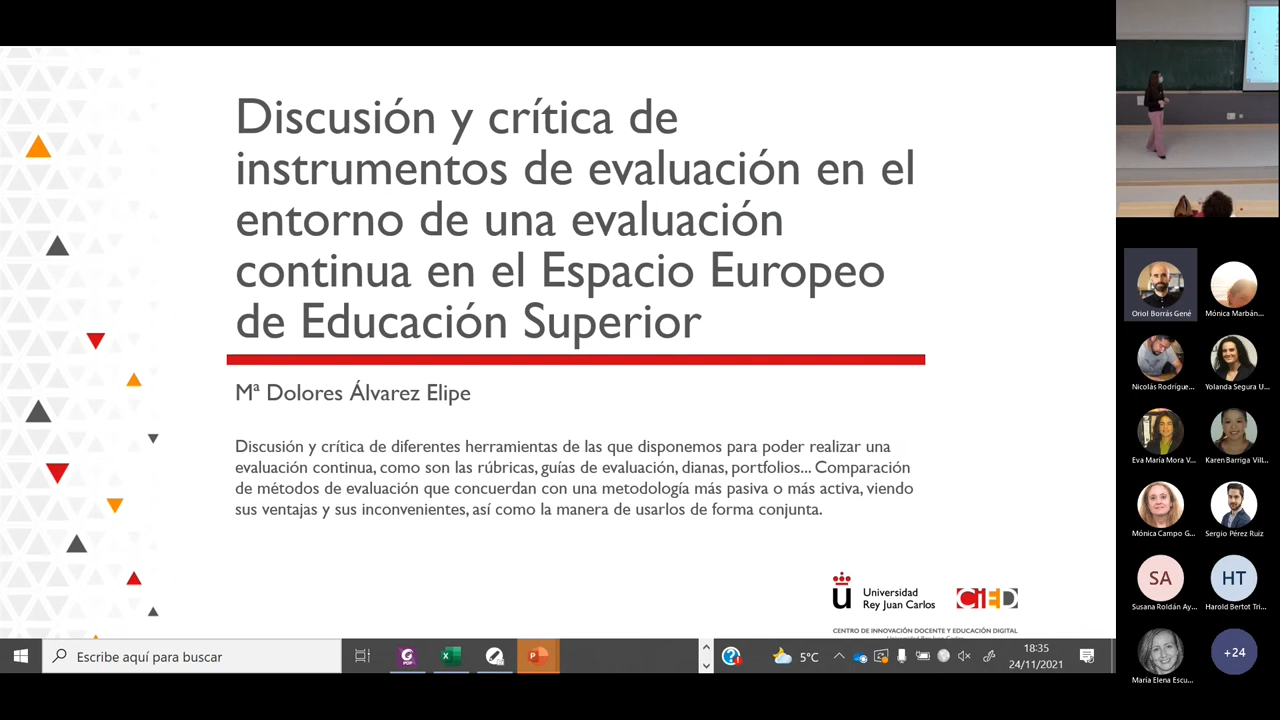 Discusión y crítica de
instrumentos de evaluación en el
entorno de una evaluación
continua en el Espacio Europeo
de Educación Superior
Mª Dolores Álvarez Elipe
Discusión y crítica de diferentes herramientas de las que disponemos para poder realizar una
evaluación continua, como son las rúbricas, guías de evaluación, dianas, portfolios... Comparación
de métodos de evaluación que concuerdan con una metodología más pasiva o más activa, viendo
sus ventajas y sus inconvenientes, así como la manera de usarlos de forma conjunta.
ü Universidad
Rey Juan Carlos
CIED
CENTRO DE INNOVACIÓN DOCENTE Y EDUCACIÓN DIGITAL
Universidad Rey Juan Carlos
Escribe aquí para buscar
5°C
18:35
24/11/2021
Oriol Borrás Gené
Mónica Marbán...
Nicolás Rodrígue...
Yolanda Segura U...
Eva María Mora V...
Karen Barriga Vill...
Mónica Campo G...
Sergio Pérez Ruiz
SA
HT
Susana Roldán Ay...
Harold Bertot Tri...
María Elena Escu...
+24